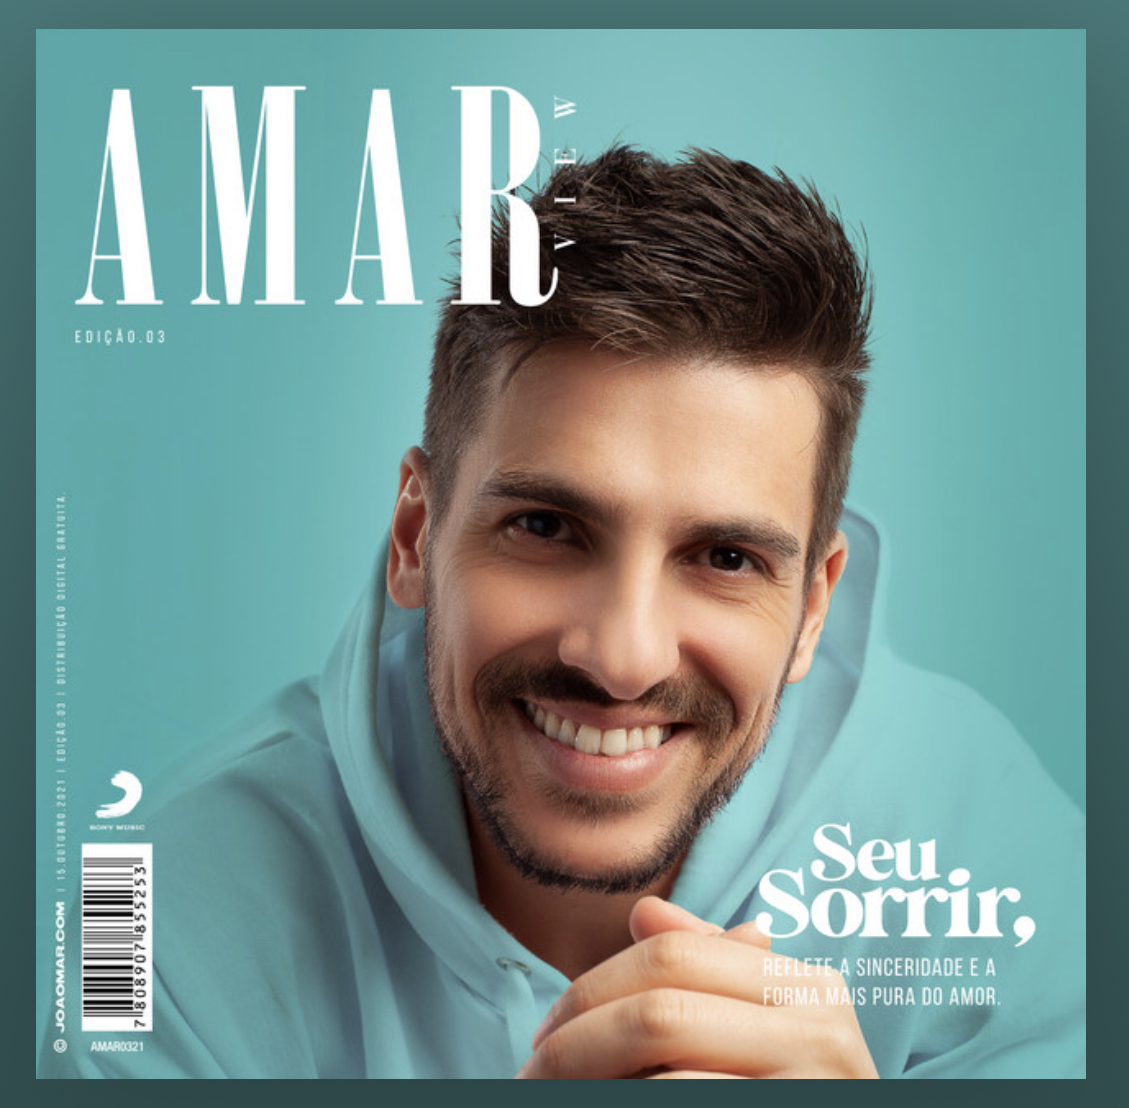 AMAR
VIEW
EDIÇÃO.03
Seu
Sorrir,
REFLETE A SINCERIDADE E A
FORMA MAIS PURA DO AMOR.
© JOAOMAR.COM | 15.OUTUBRO.2021 | EDIÇÃO.03 | DISTRIBUIÇÃO DIGITAL GRATUITA.
SONY MUSIC
7 808907 855253
AMAR0321